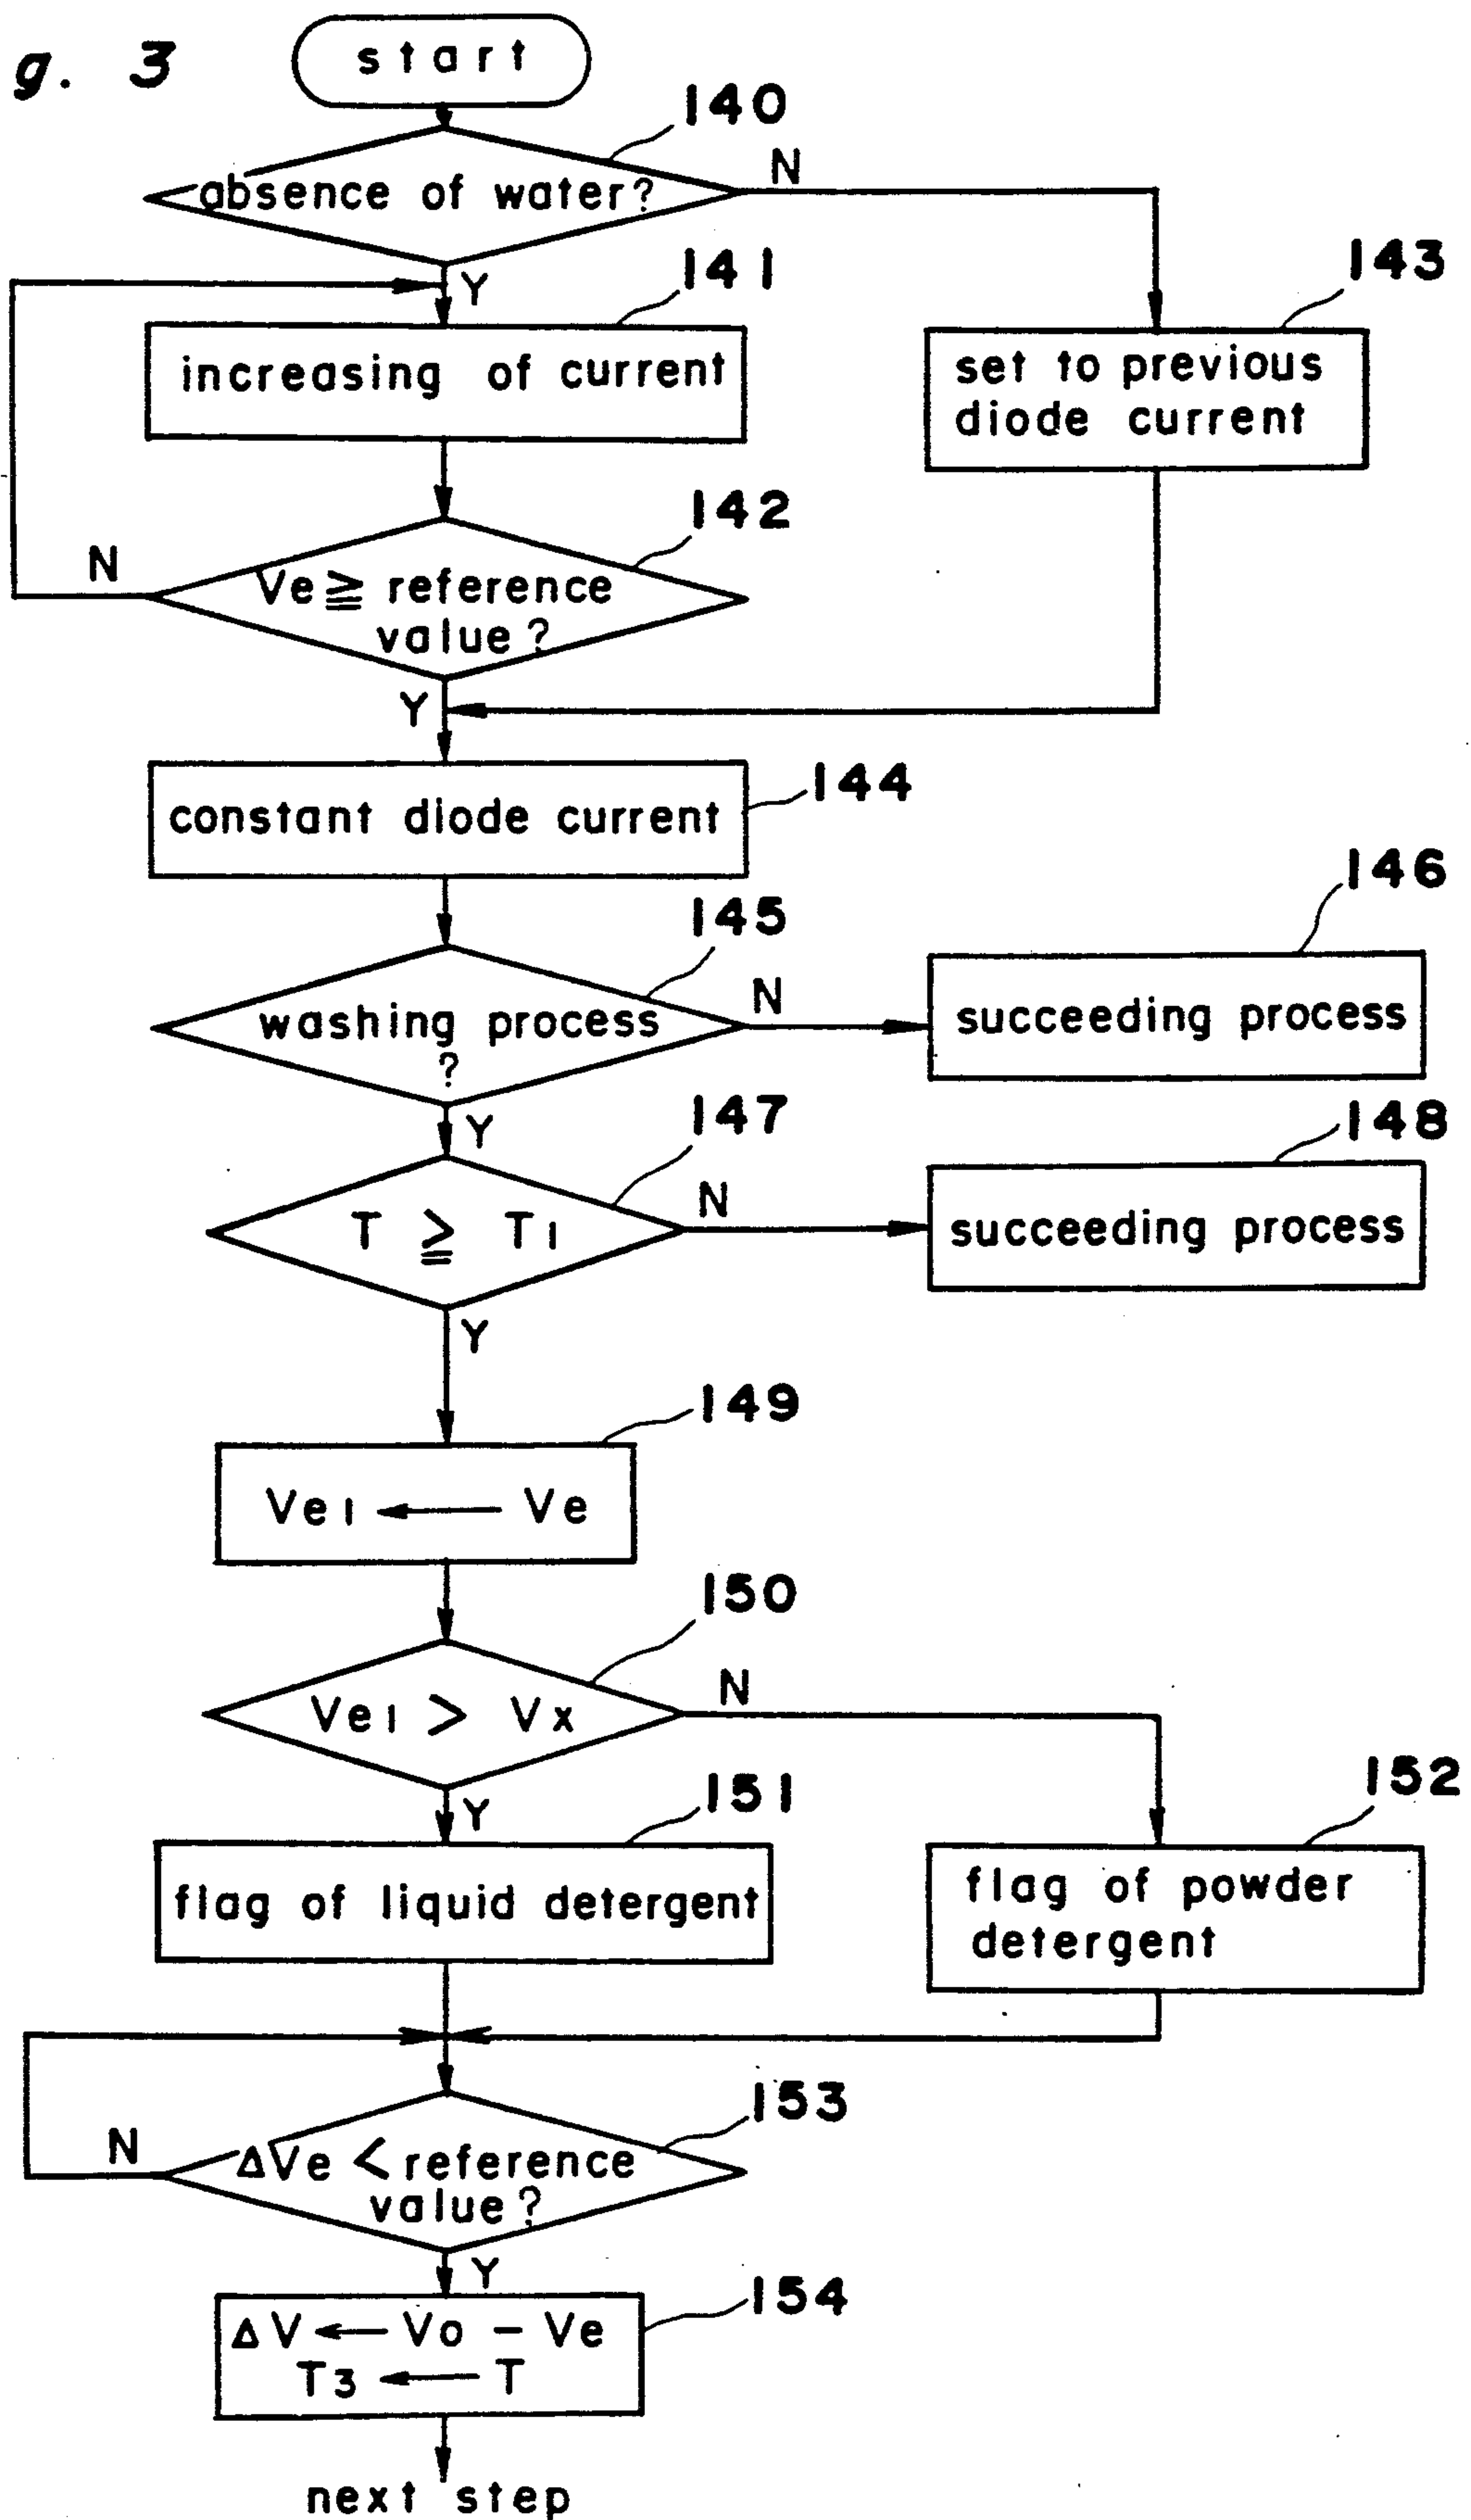 g. 3
start
140
absence of water?
N
Y
141
143
increasing of current
set to previous
diode current
142
N
Ve ≧ reference
value?
Y
constant diode current
144
145
146
washing process
?
N
succeeding process
Y
147
148
T ≧ T1
N
succeeding process
Y
149
Ve1 ← Ve
150
Ve1 > Vx
N
Y
151
152
flag of liquid detergent
flag of powder
detergent
153
N
ΔVe < reference
value?
Y
154
ΔV ← Vo - Ve
T3 ← T
next step